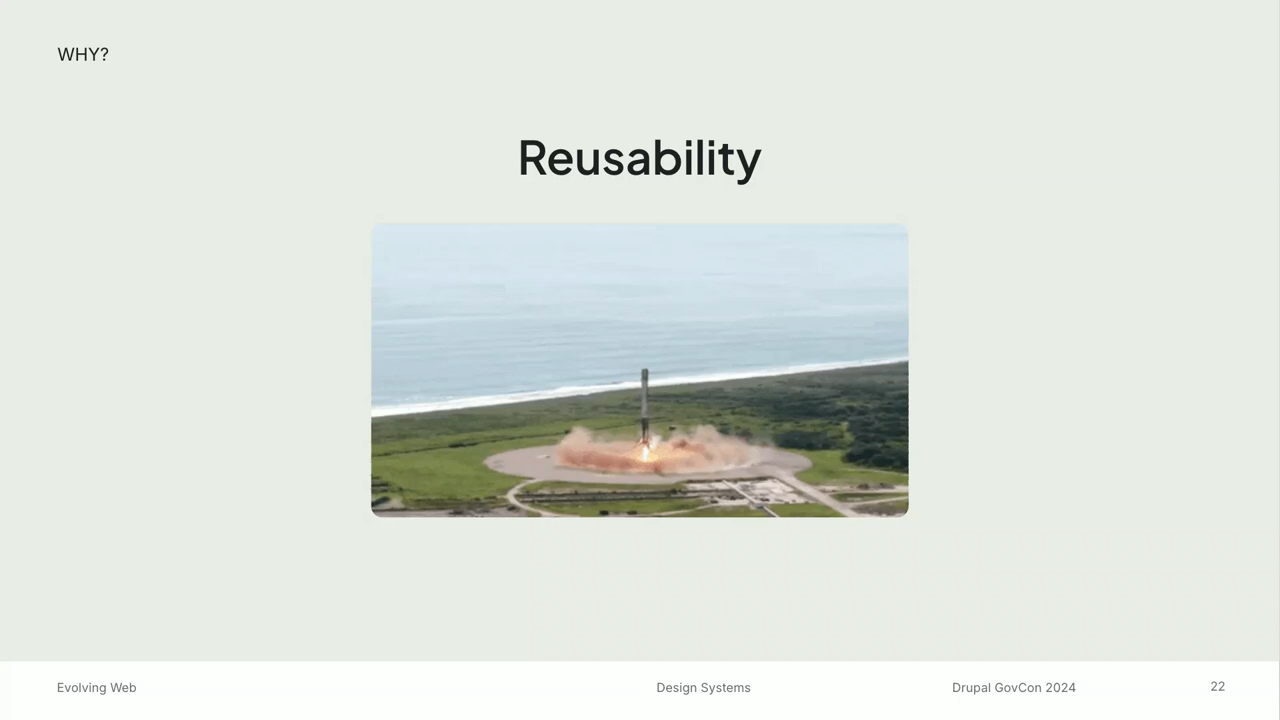 WHY?
Reusability
Evolving Web
Design Systems
Drupal GovCon 2024
22